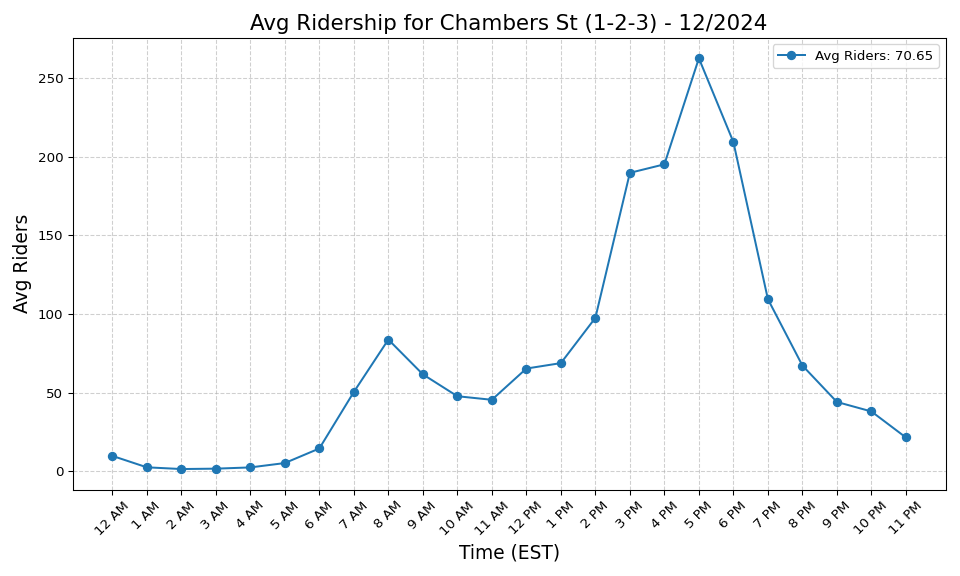 Avg Ridership for Chambers St (1-2-3) - 12/2024
Avg Riders: 70.65
Avg Riders
250
200
150
100
50
0
12 AM 1 AM 2 AM 3 AM 4 AM 5 AM 6 AM 7 AM 8 AM 9 AM 10 AM 11 AM 12 PM 1 PM 2 PM 3 PM 4 PM 5 PM 6 PM 7 PM 8 PM 9 PM 10 PM 11 PM
Time (EST)